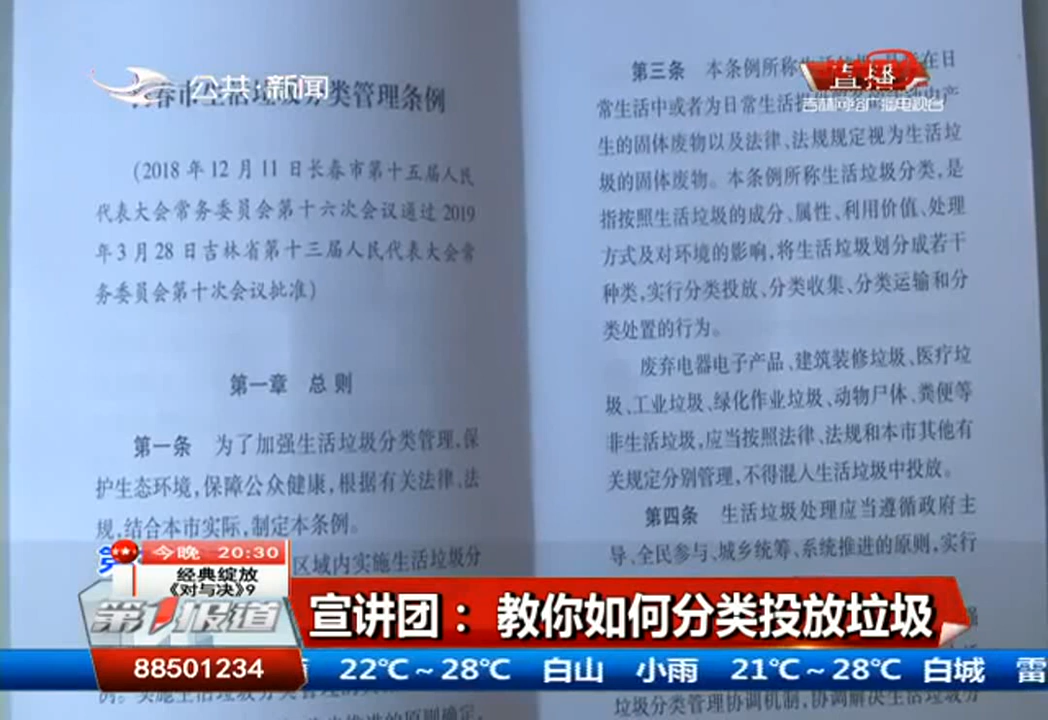 公共·新闻
直播
吉林网络广播电视台
春市生活垃圾分类管理条例
(2018年12月11日长春市第十五届人民
代表大会常务委员会第十六次会议通过2019
年3月28日吉林省第十三届人民代表大会常
务委员会第十次会议批准)
第一章 总则
第一条 为了加强生活垃圾分类管理,保
护生态环境,保障公众健康,根据有关法律、法
规,结合本市实际,制定本条例。
区域内实施生活垃圾分
第三条 本条例所称生活垃圾
常生活中或者为日常生活提供
生的固体废物以及法律、法规规定视为生活垃
圾的固体废物。本条例所称生活垃圾分类,是
指按照生活垃圾的成分、属性、利用价值、处理
方式及对环境的影响,将生活垃圾划分成若干
种类,实行分类投放、分类收集、分类运输和分
类处置的行为。
废弃电器电子产品、建筑装修垃圾、医疗垃
圾、工业垃圾、绿化作业垃圾、动物尸体、粪便等
非生活垃圾,应当按照法律、法规和本市其他有
关规定分别管理,不得混入生活垃圾中投放。
第四条 生活垃圾处理应当遵循政府主
导、全民参与、城乡统筹、系统推进的原则,实行
垃圾分类管理协调机制,协调解决生活垃圾分
今晚 20:30
经典绽放
《对与决》9
第1报道
宣讲团：教你如何分类投放垃圾
88501234
22℃～28℃ 白山 小雨 21℃～28℃ 白城 雷